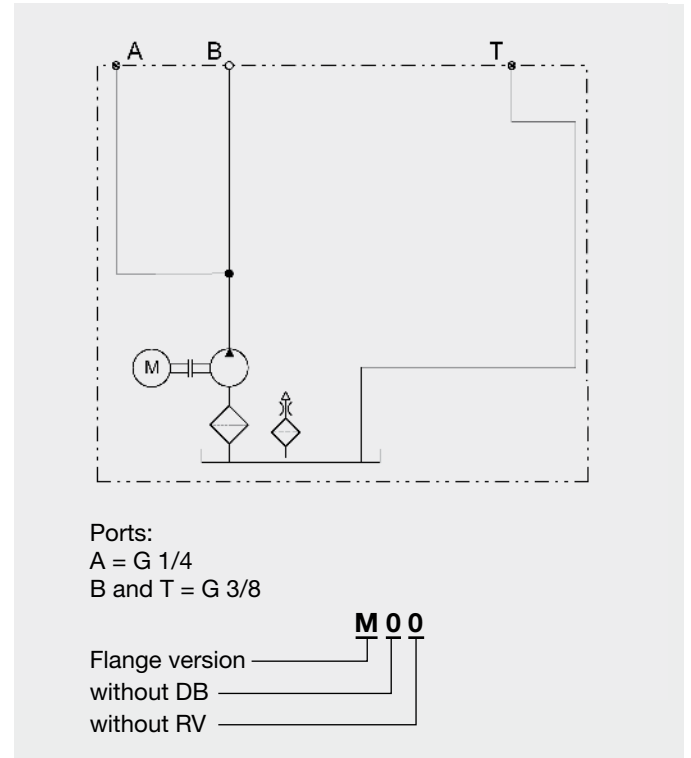 A B T
M
Ports:
A = G 1/4
B and T = G 3/8
M 0 0
Flange version
without DB
without RV